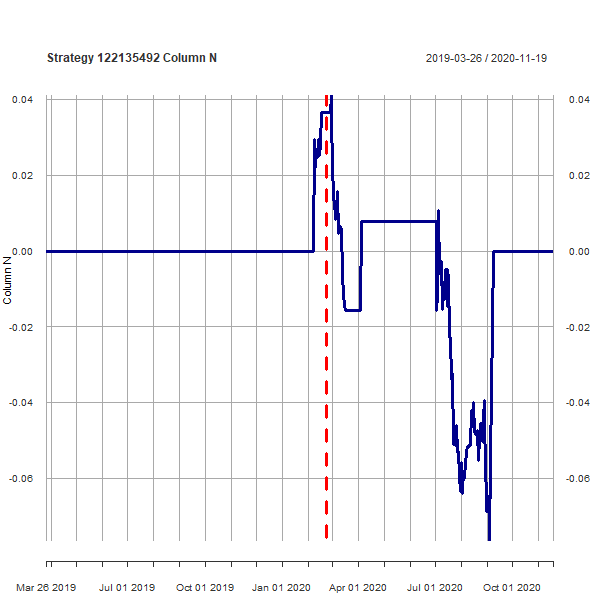 Strategy 122135492 Column N
2019-03-26 / 2020-11-19
0.04 0.04
0.02 0.02
0.00 0.00
Column N
-0.02 -0.02
-0.04 -0.04
-0.06 -0.06
Mar 26 2019 Jul 01 2019 Oct 01 2019 Jan 01 2020 Apr 01 2020 Jul 01 2020 Oct 01 2020